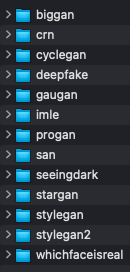 biggan
crn
cyclegan
deepfake
gaugan
imle
progan
san
seeingdark
stargan
stylegan
stylegan2
whichfaceisreal